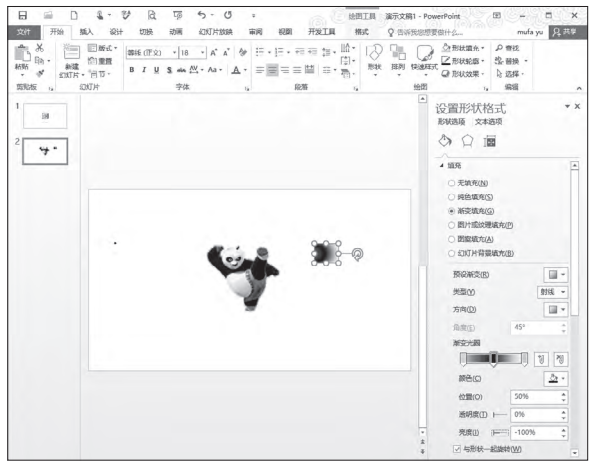 绘图工具 演示文稿1 - PowerPoint
文件 开始 插入 设计 切换 动画 幻灯片放映 审阅 视图 开发工具 格式 告诉我您想要做什么... mufa yu 共享
粘贴 新建 幻灯片 版式 重置 节 等线 (正文) 18 A A
B I U S abc AV Aa A 形状 排列 快速样式 形状填充 形状轮廓 形状效果 查找 替换 选择
剪贴板 幻灯片 字体 段落 绘图 编辑
1
2
设置形状格式
形状选项 文本选项
填充
无填充(N)
纯色填充(S)
渐变填充(G)
图片或纹理填充(P)
图案填充(A)
幻灯片背景填充(B)
预设渐变(R)
类型(Y) 射线
方向(D)
角度(E) 45°
渐变光圈
颜色(C)
位置(O) 50%
透明度(T) 0%
亮度(I) -100%
与形状一起旋转(W)